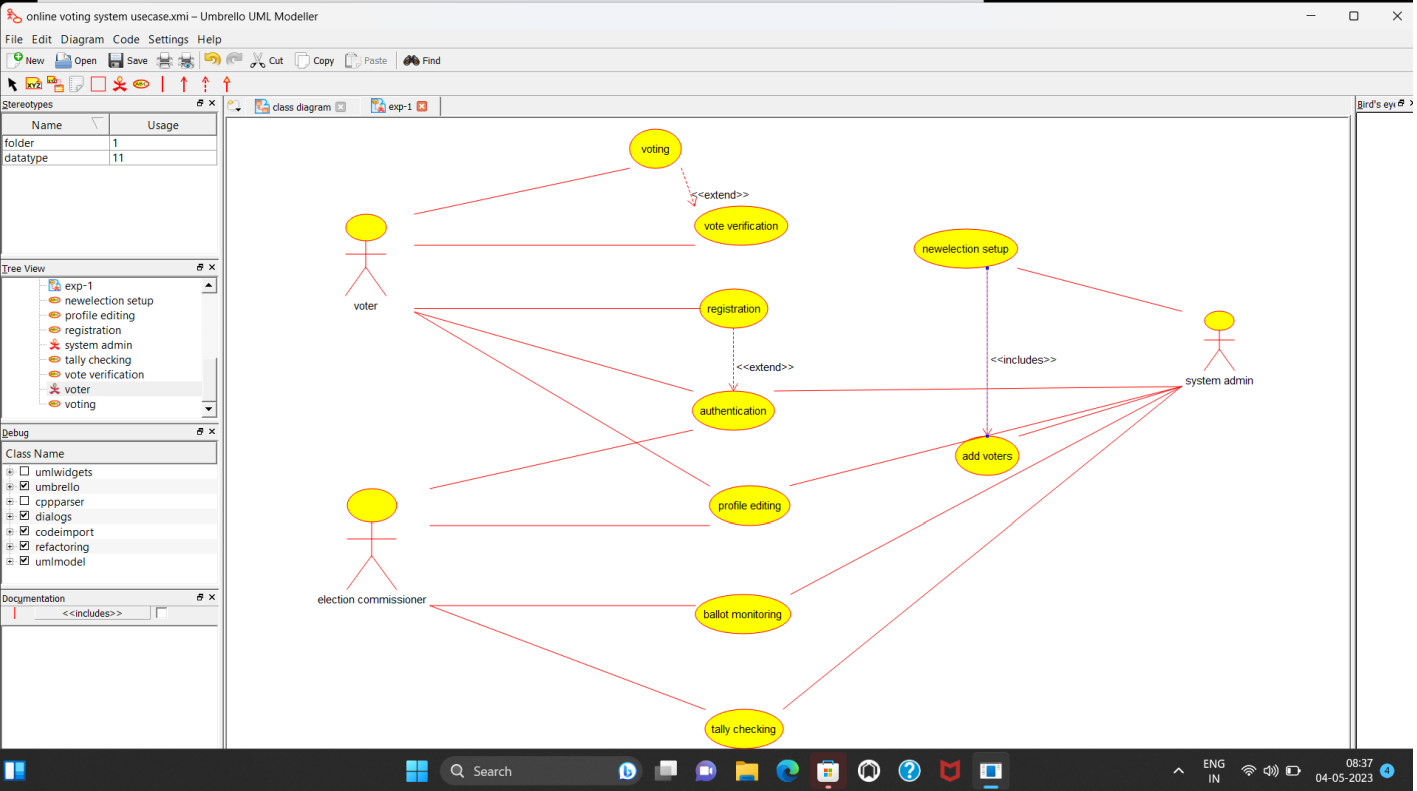 online voting system usecase.xmi – Umbrello UML Modeller
File Edit Diagram Code Settings Help
New Open Save Cut Copy Paste Find
XYZ ABC
Stereotypes
Name Usage
folder 1
datatype 11
Tree View
exp-1
newelection setup
profile editing
registration
system admin
tally checking
vote verification
voter
voting
Debug
Class Name
umlwidgets
umbrello
cppparser
dialogs
codeimport
refactoring
umlmodel
Documentation
<<includes>>
class diagram exp-1
voting
<<extend>>
vote verification
newelection setup
voter
registration
<<includes>>
<<extend>>
system admin
authentication
add voters
profile editing
election commissioner
ballot monitoring
tally checking
Bird's eye
Search
ENG
IN
08:37
04-05-2023
4